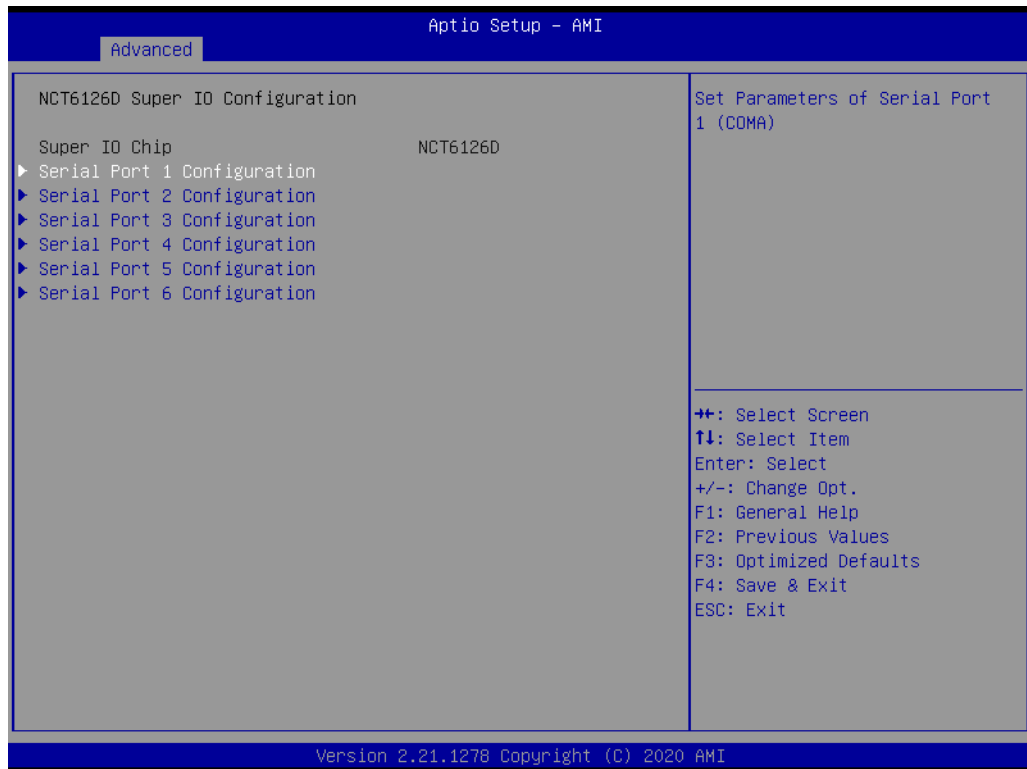 Aptio Setup – AMI
Advanced
NCT6126D Super IO Configuration
Super IO Chip NCT6126D
▶ Serial Port 1 Configuration
▶ Serial Port 2 Configuration
▶ Serial Port 3 Configuration
▶ Serial Port 4 Configuration
▶ Serial Port 5 Configuration
▶ Serial Port 6 Configuration
Set Parameters of Serial Port
1 (COMA)
→←: Select Screen
↑↓: Select Item
Enter: Select
+/-: Change Opt.
F1: General Help
F2: Previous Values
F3: Optimized Defaults
F4: Save & Exit
ESC: Exit
Version 2.21.1278 Copyright (C) 2020 AMI